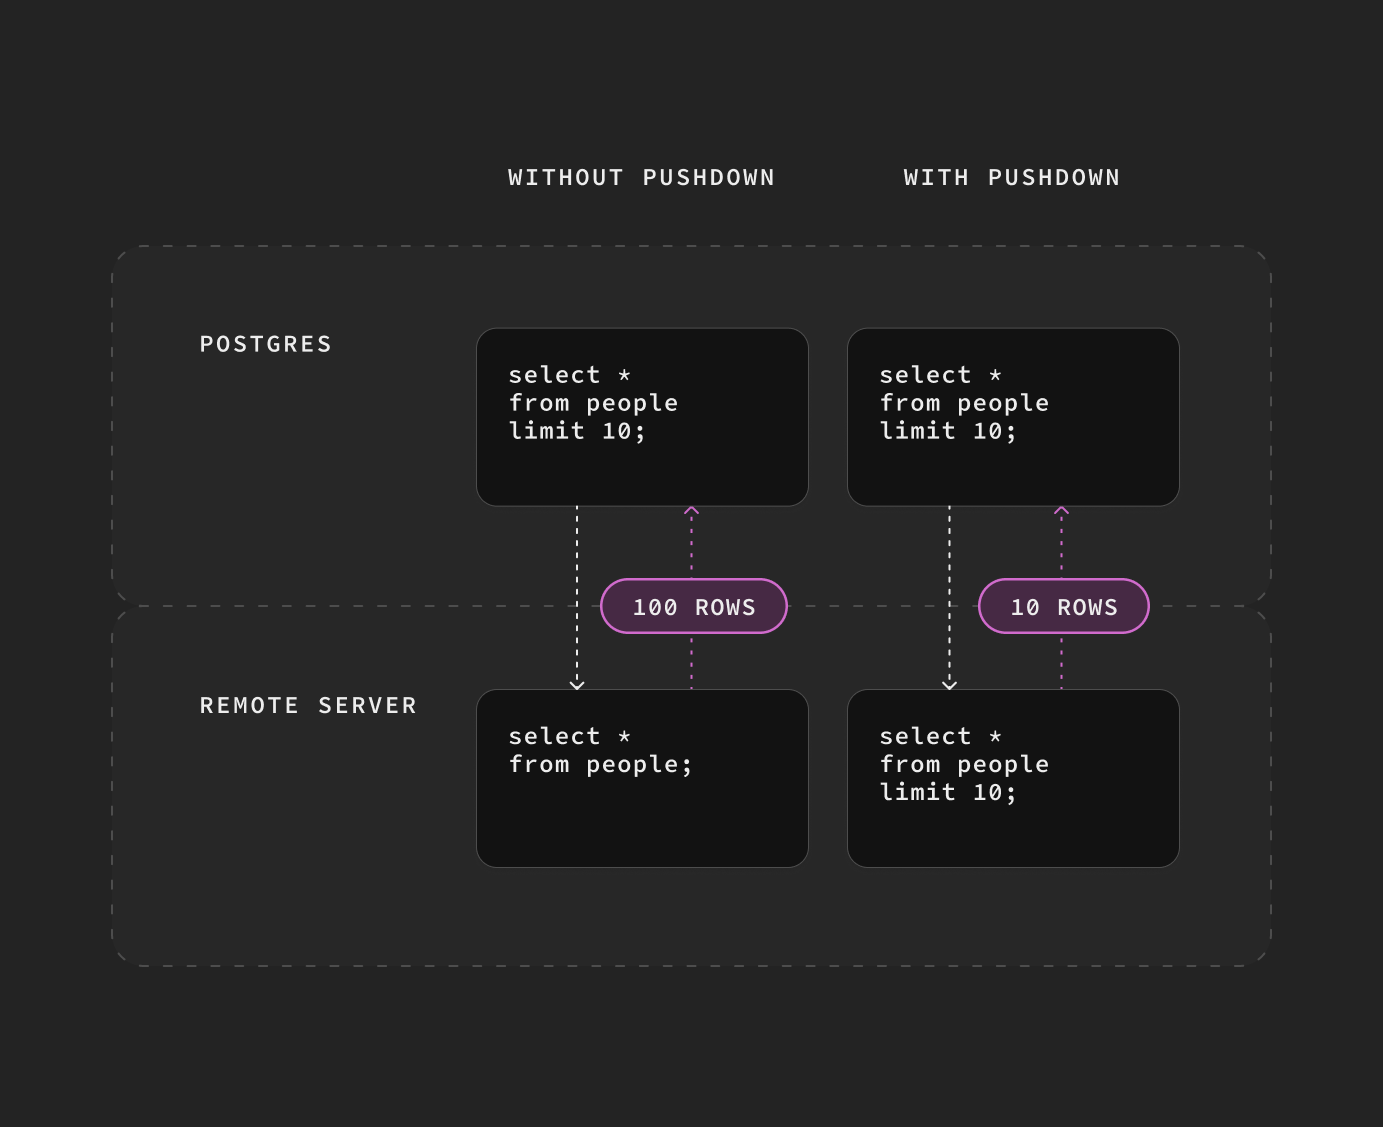 WITHOUT PUSHDOWN
WITH PUSHDOWN
POSTGRES
select *
from people
limit 10;
select *
from people
limit 10;
100 ROWS
10 ROWS
REMOTE SERVER
select *
from people;
select *
from people
limit 10;